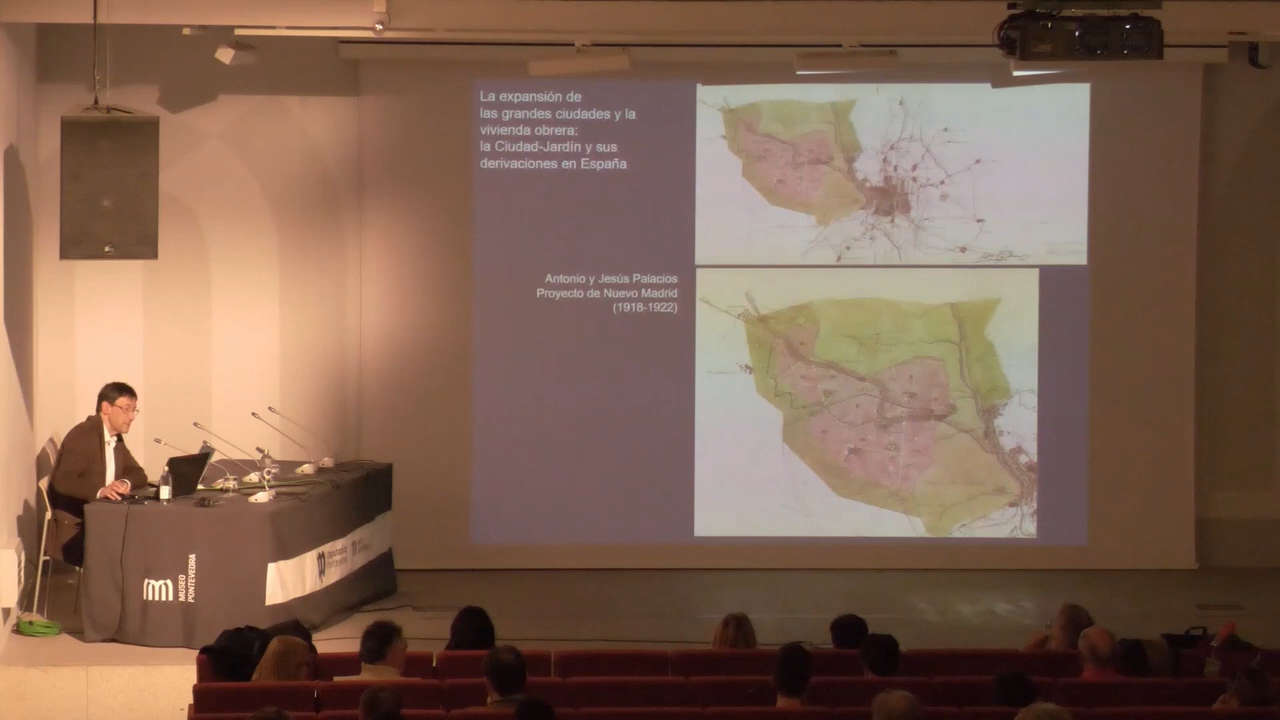 La expansión de
las grandes ciudades y la
vivienda obrera:
la Ciudad-Jardín y sus
derivaciones en España
Antonio y Jesús Palacios
Proyecto de Nuevo Madrid
(1918-1922)
MUSEO
PONTEVEDRA